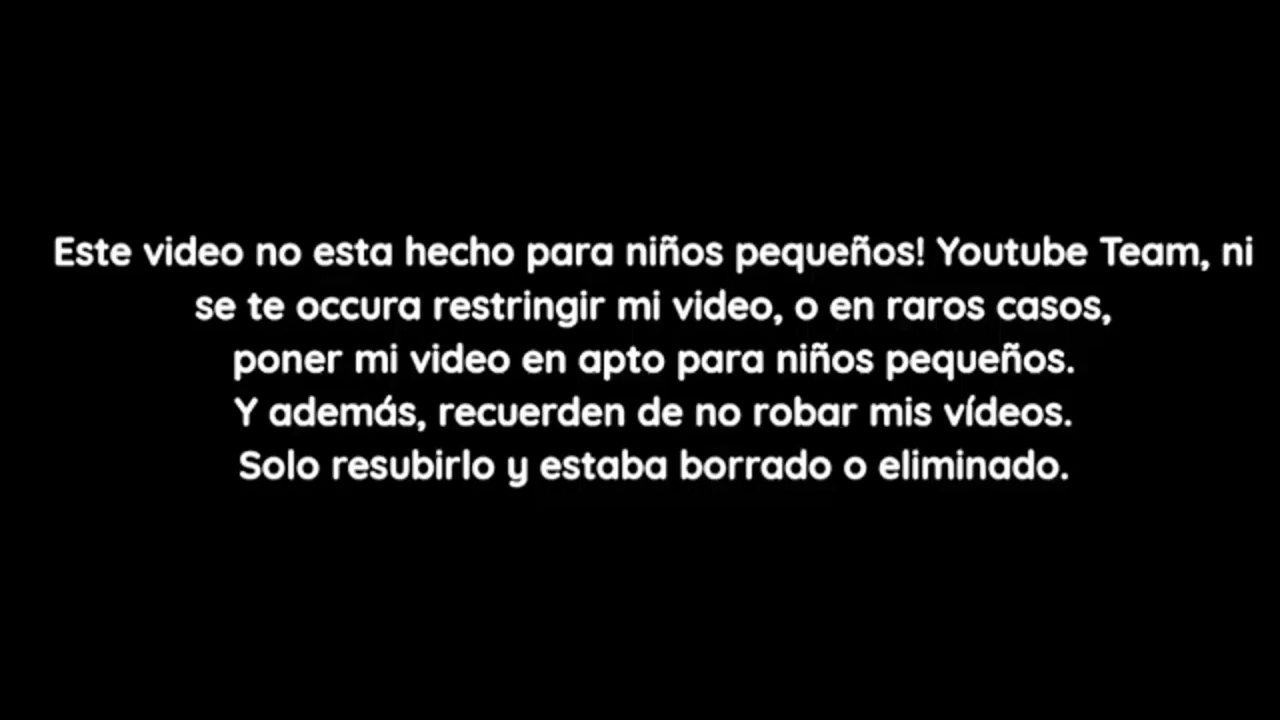 Este video no esta hecho para niños pequeños! Youtube Team, ni
se te occura restringir mi video, o en raros casos,
poner mi video en apto para niños pequeños.
Y además, recuerden de no robar mis vídeos.
Solo resubirlo y estaba borrado o eliminado.